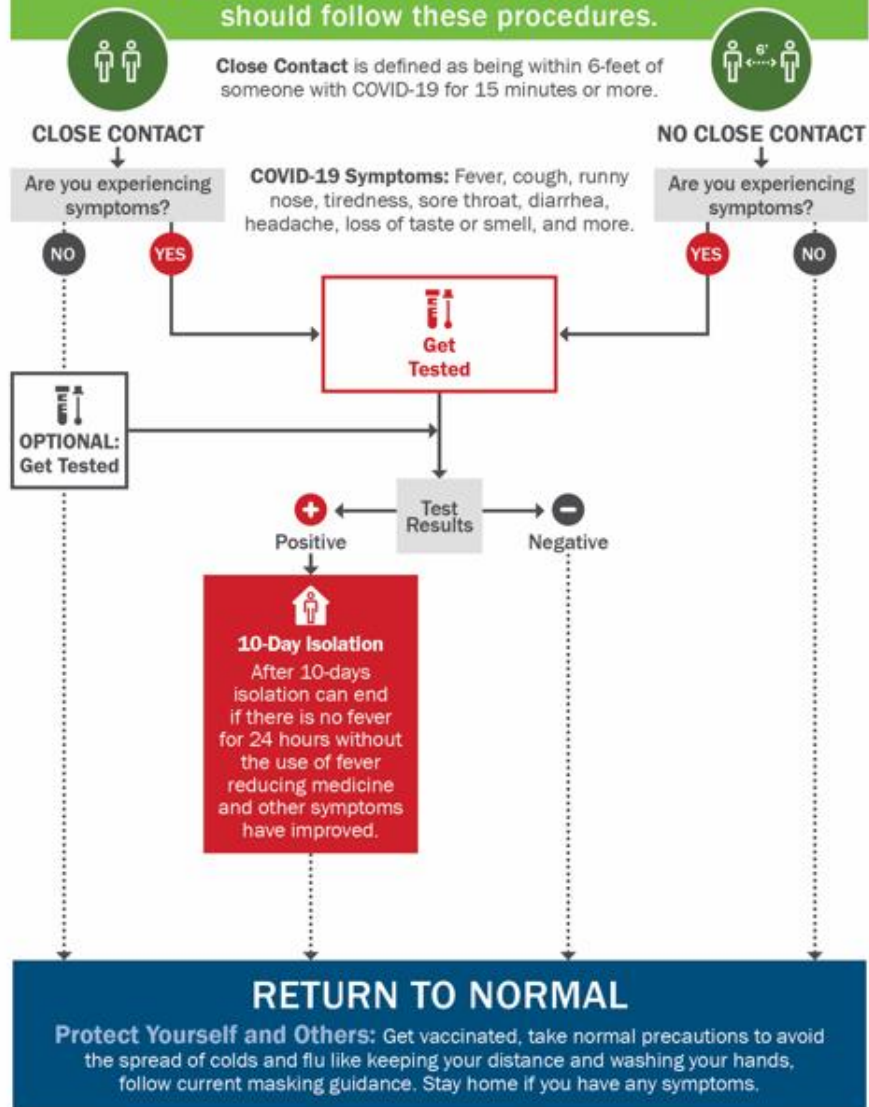 should follow these procedures.
Close Contact is defined as being within 6-feet of
someone with COVID-19 for 15 minutes or more.
6'
CLOSE CONTACT
NO CLOSE CONTACT
Are you experiencing
symptoms?
COVID-19 Symptoms: Fever, cough, runny
nose, tiredness, sore throat, diarrhea,
headache, loss of taste or smell, and more.
Are you experiencing
symptoms?
NO
YES
YES
NO
Get
Tested
OPTIONAL:
Get Tested
Test
Results
Positive
Negative
10-Day Isolation
After 10-days
isolation can end
if there is no fever
for 24 hours without
the use of fever
reducing medicine
and other symptoms
have improved.
RETURN TO NORMAL
Protect Yourself and Others: Get vaccinated, take normal precautions to avoid
the spread of colds and flu like keeping your distance and washing your hands,
follow current masking guidance. Stay home if you have any symptoms.